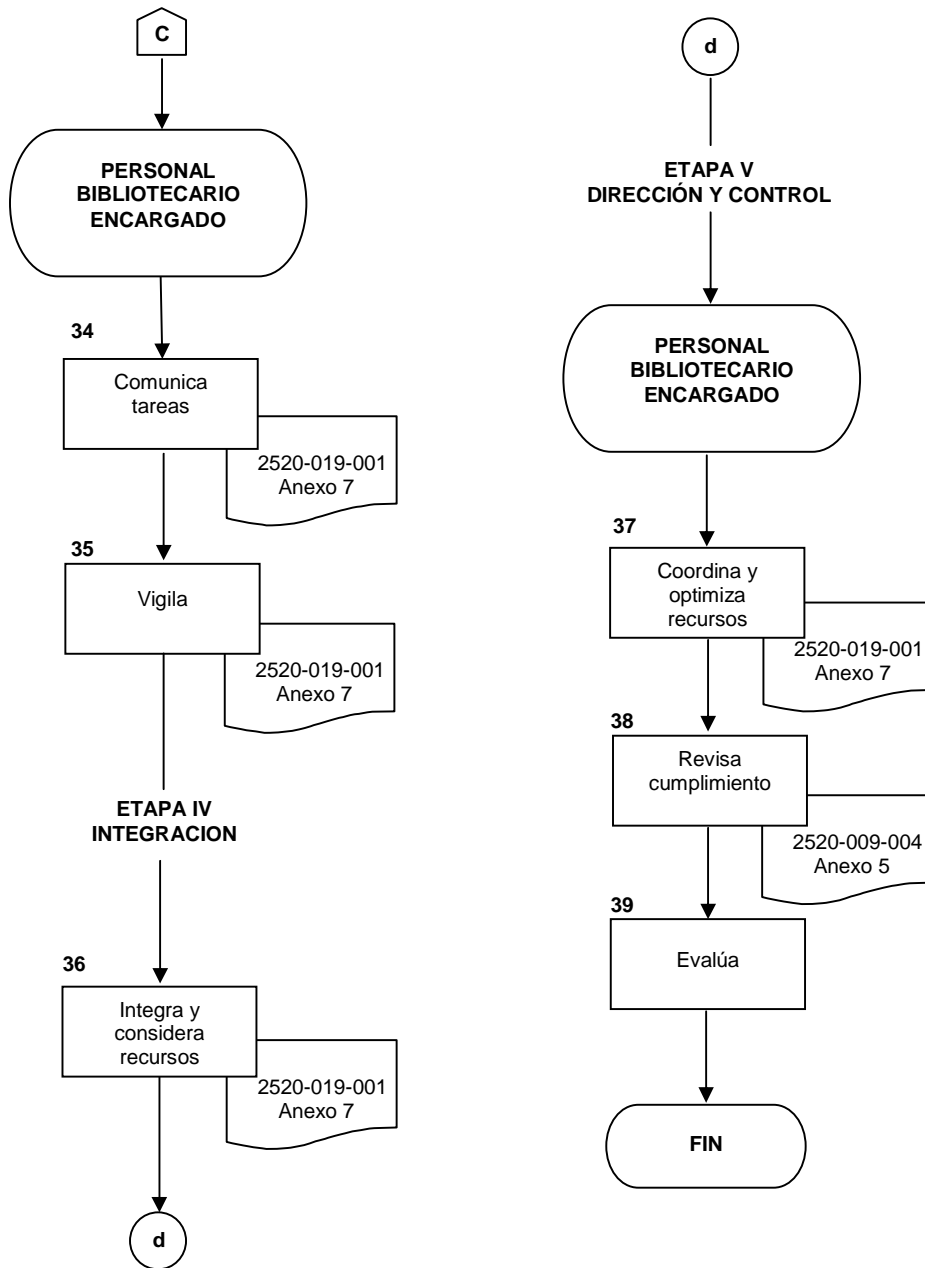 C
PERSONAL
BIBLIOTECARIO
ENCARGADO
34
Comunica
tareas
2520-019-001
Anexo 7
35
Vigila
2520-019-001
Anexo 7
ETAPA IV
INTEGRACION
36
Integra y
considera
recursos
2520-019-001
Anexo 7
d
d
ETAPA V
DIRECCIÓN Y CONTROL
PERSONAL
BIBLIOTECARIO
ENCARGADO
37
Coordina y
optimiza
recursos
2520-019-001
Anexo 7
38
Revisa
cumplimiento
2520-009-004
Anexo 5
39
Evalúa
FIN